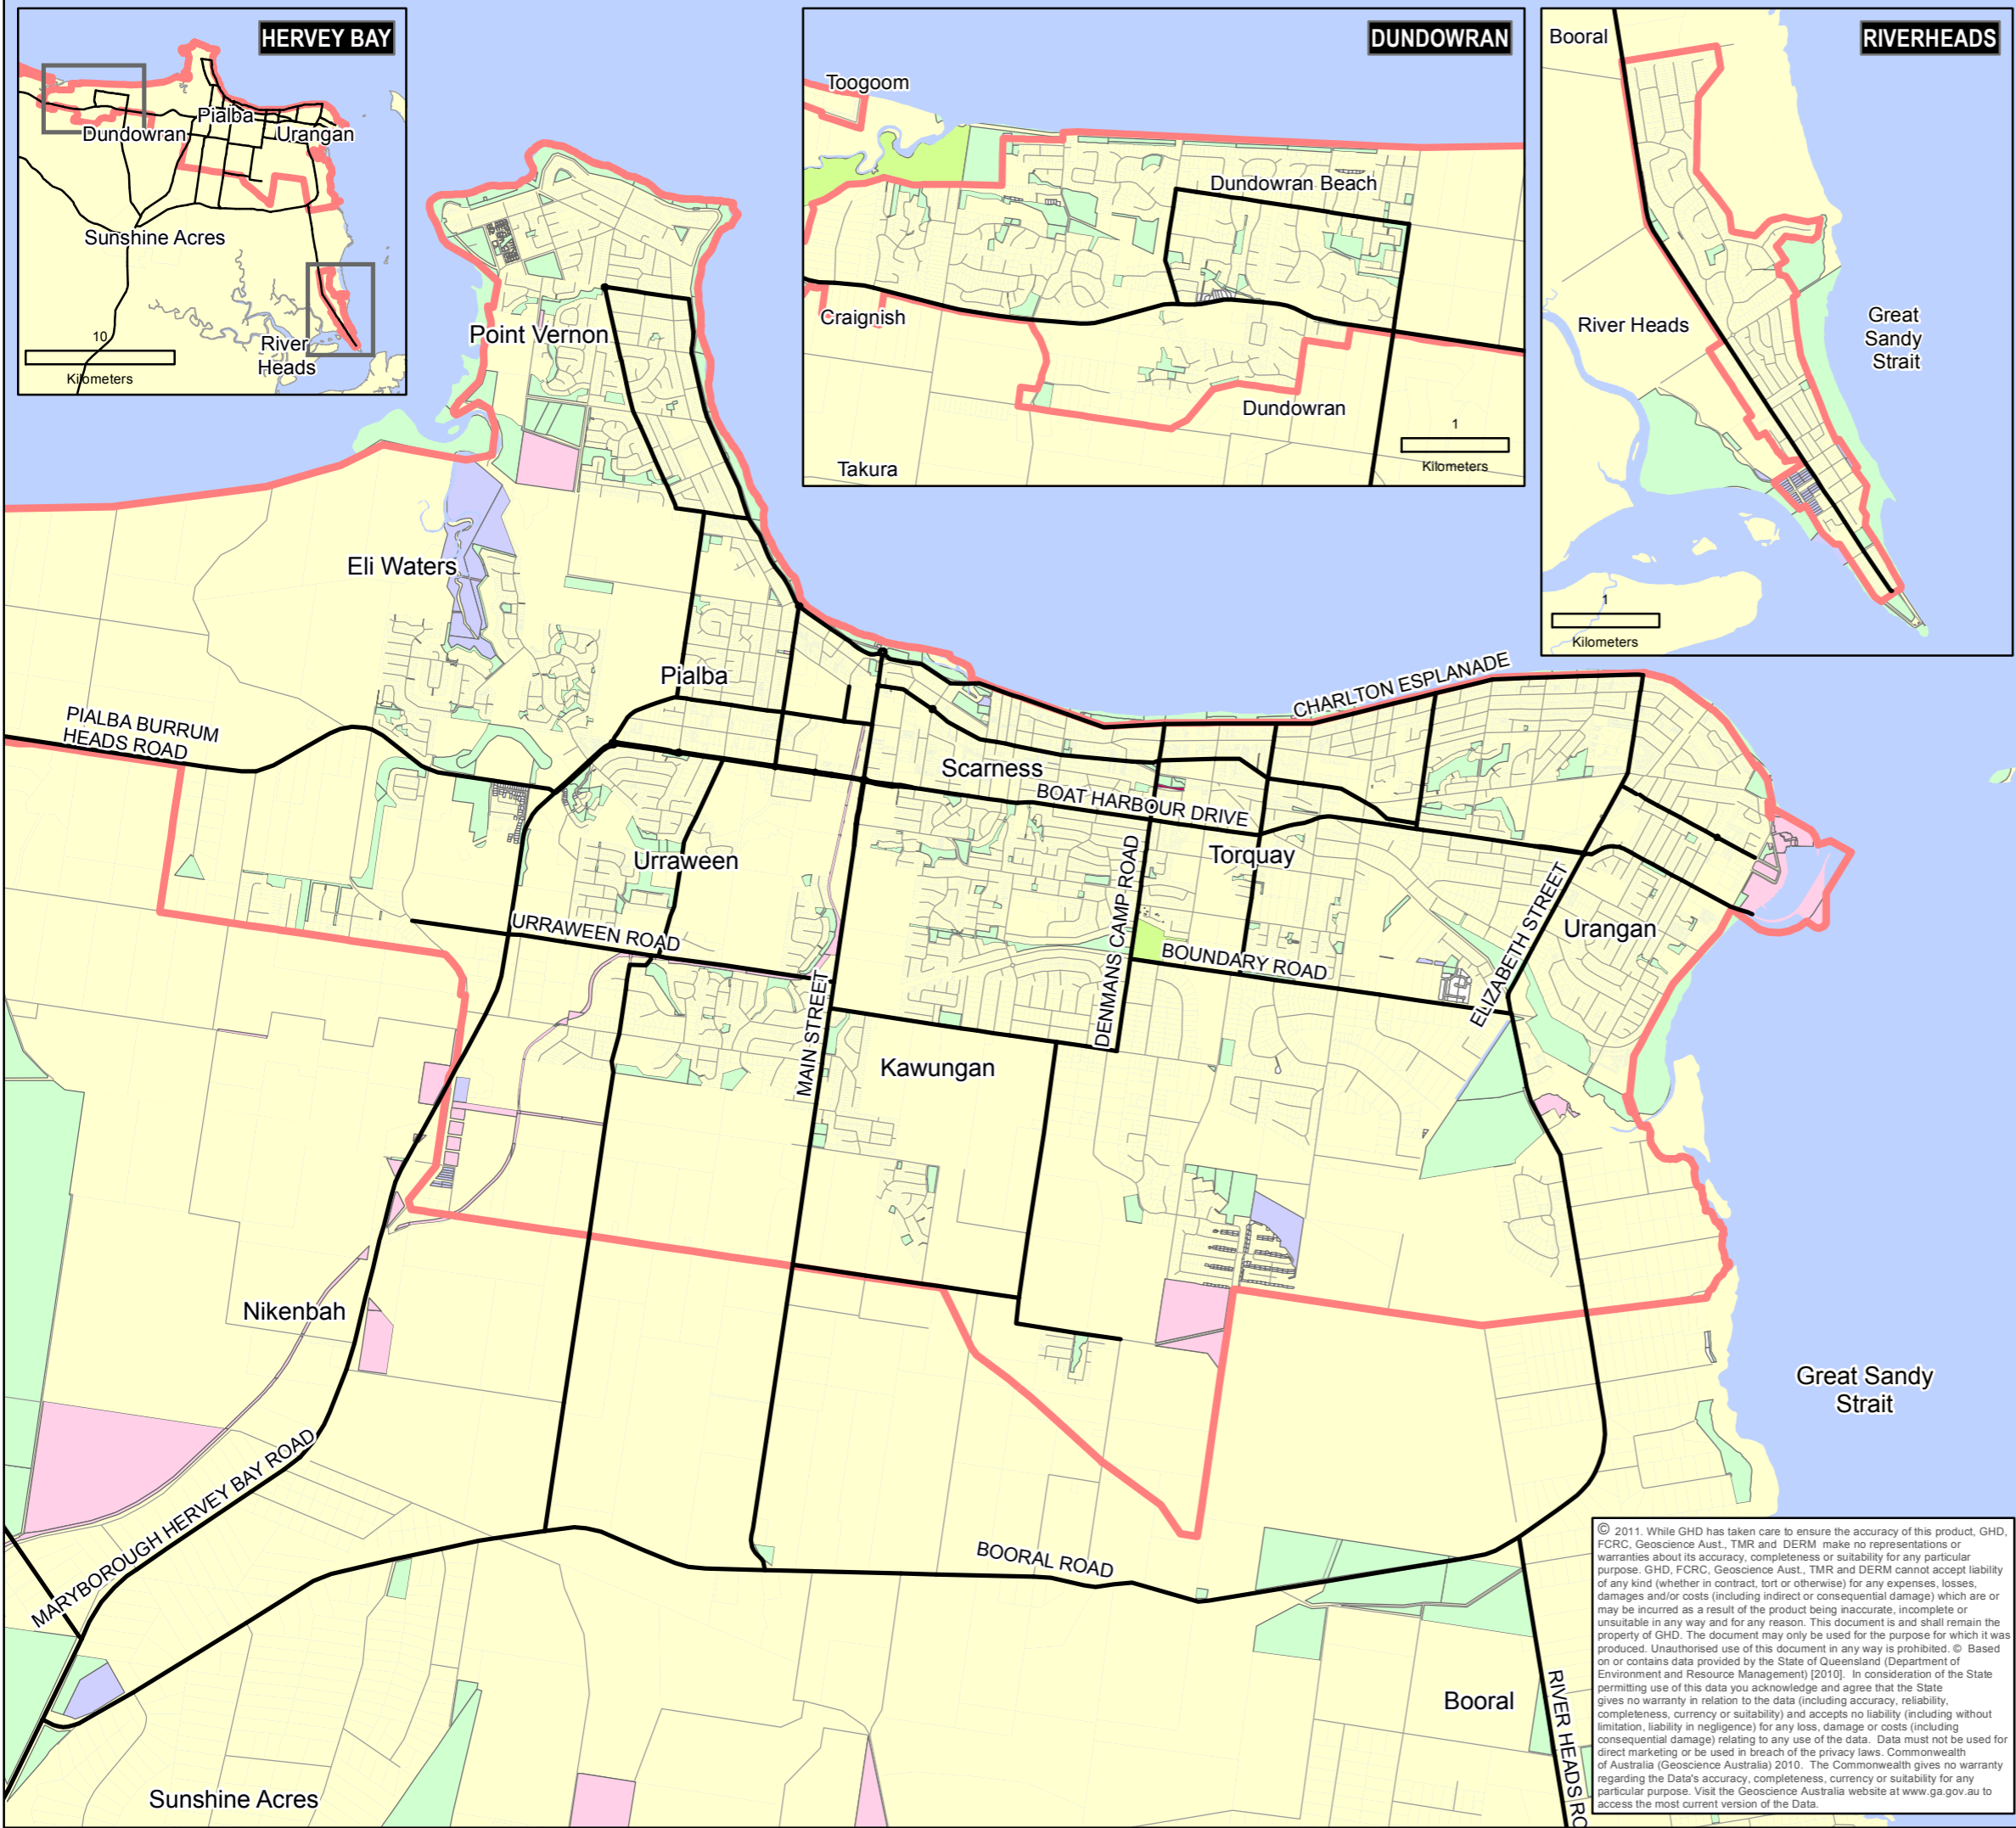 HERVEY BAY
Pialba
Dundowran
Urangan
Sunshine Acres
10
Kilometers
River
Heads
DUNDOWRAN
Toogoom
Dundowran Beach
Craignish
Dundowran
Takura
1
Kilometers
RIVERHEADS
Booral
River Heads
Great
Sandy
Strait
1
Kilometers
Point Vernon
Eli Waters
Pialba
CHARLTON ESPLANADE
PIALBA BURRUM
HEADS ROAD
Scarness
BOAT HARBOUR DRIVE
Urraween
Torquay
DENMANS CAMP ROAD
ELIZABETH STREET
Urangan
URRAWEEN ROAD
BOUNDARY ROAD
MAIN STREET
Kawungan
Nikenbah
Great Sandy
Strait
MARYBOROUGH HERVEY BAY ROAD
BOORAL ROAD
Booral
RIVER HEADS RO
Sunshine Acres
© 2011. While GHD has taken care to ensure the accuracy of this product, GHD,
FCRC, Geoscience Aust., TMR and DERM make no representations or
warranties about its accuracy, completeness or suitability for any particular
purpose. GHD, FCRC, Geoscience Aust., TMR and DERM cannot accept liability
of any kind (whether in contract, tort or otherwise) for any expenses, losses,
damages and/or costs (including indirect or consequential damage) which are or
may be incurred as a result of the product being inaccurate, incomplete or
unsuitable in any way and for any reason. This document is and shall remain the
property of GHD. The document may only be used for the purpose for which it was
produced. Unauthorised use of this document in any way is prohibited. © Based
on or contains data provided by the State of Queensland (Department of
Environment and Resource Management) [2010]. In consideration of the State
permitting use of this data you acknowledge and agree that the State
gives no warranty in relation to the data (including accuracy, reliability,
completeness, currency or suitability) and accepts no liability (including without
limitation, liability in negligence) for any loss, damage or costs (including
consequential damage) relating to any use of the data. Data must not be used for
direct marketing or be used in breach of the privacy laws. Commonwealth
of Australia (Geoscience Australia) 2010. The Commonwealth gives no warranty
regarding the Data's accuracy, completeness, currency or suitability for any
particular purpose. Visit the Geoscience Australia website at www.ga.gov.au to
access the most current version of the Data.